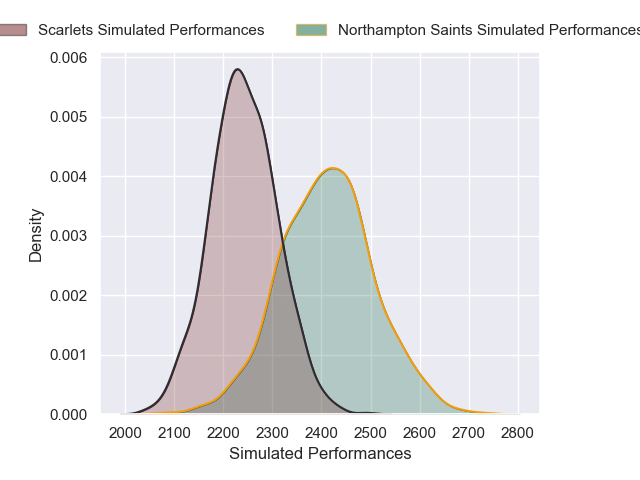 Scarlets Simulated Performances
Northampton Saints Simulated Performances
0.006
0.005
0.004
0.003
0.002
0.001
0.000
Density
2000 2100 2200 2300 2400 2500 2600 2700 2800
Simulated Performances